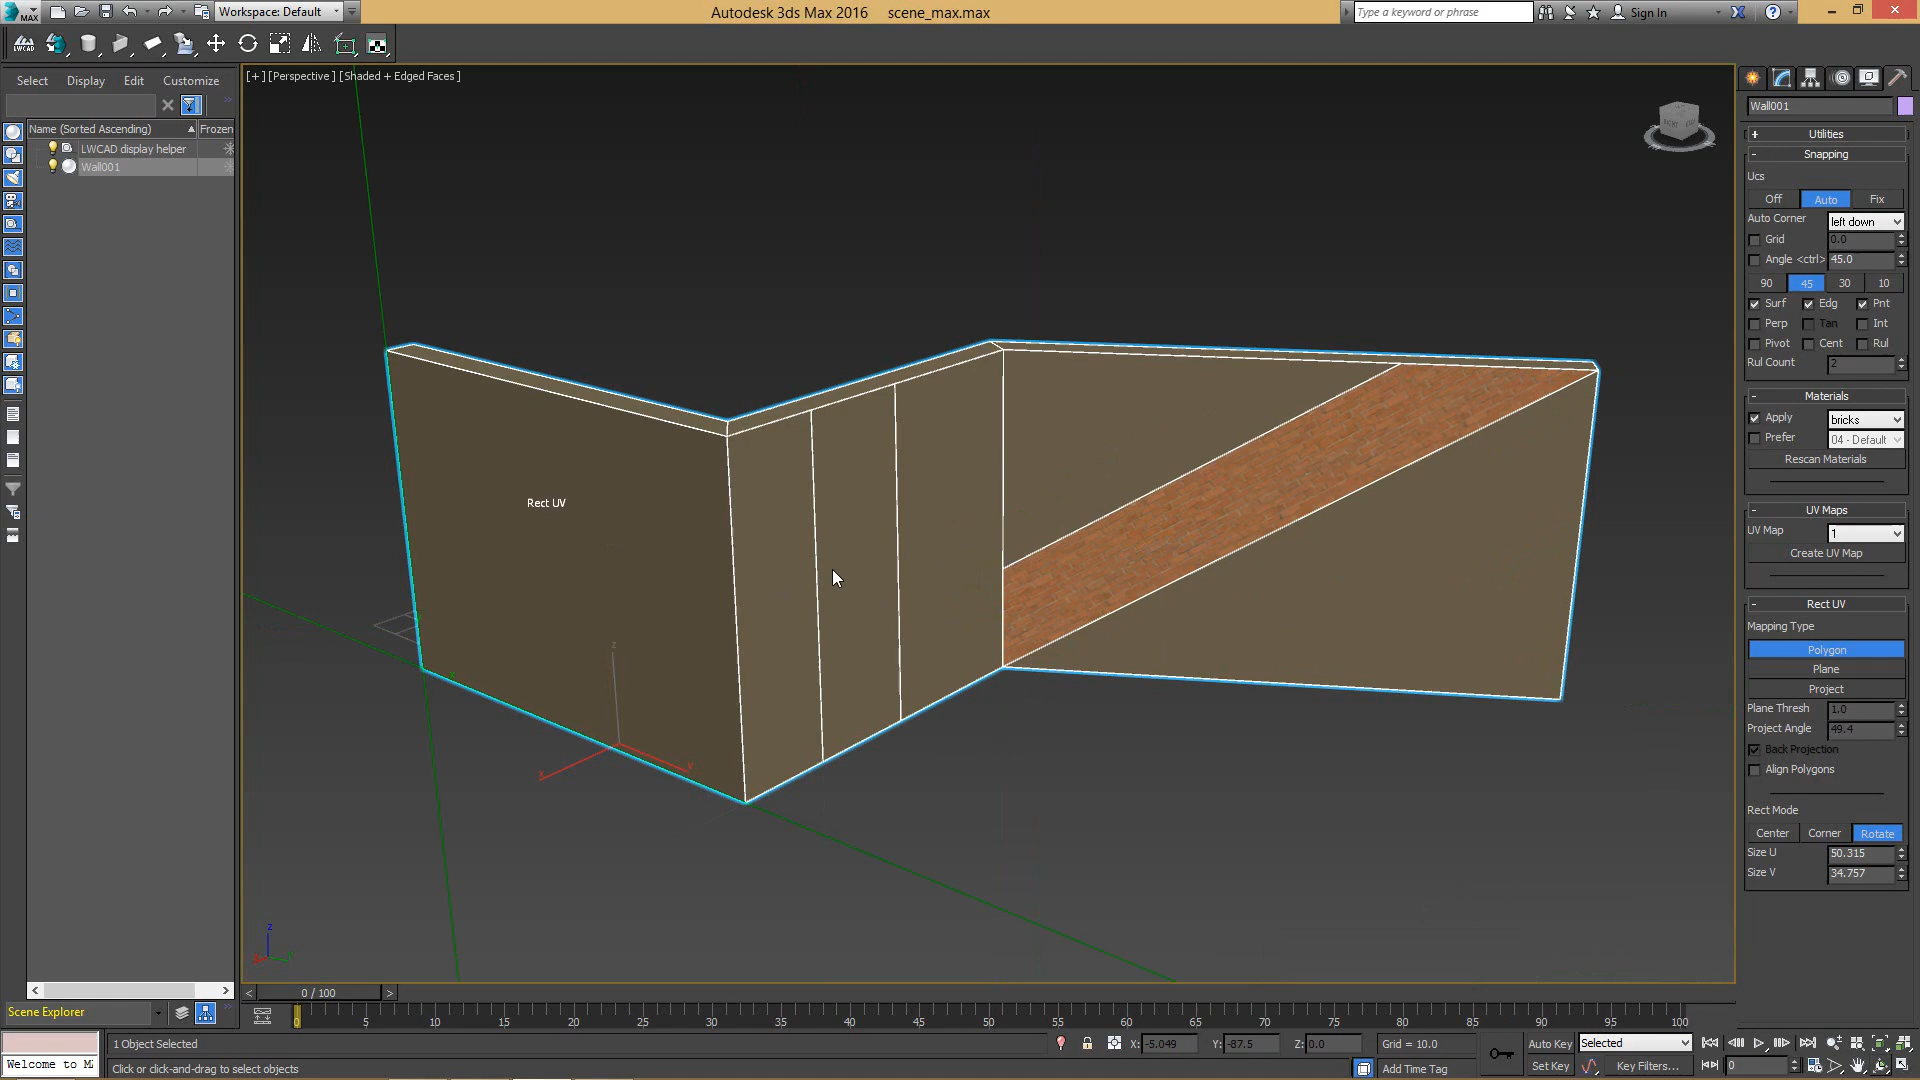 MAX
Workspace: Default
Autodesk 3ds Max 2016 scene_max.max
Type a keyword or phrase
Sign In
LWCAD
Select Display Edit Customize
[+] [Perspective] [Shaded + Edged Faces]
Name (Sorted Ascending) Frozen
LWCAD display helper
Wall001
Rect UV
Wall001
+ Utilities
- Snapping
Ucs
Off Auto Fix
Auto Corner left down
Grid 0.0
Angle <ctrl> 45.0
90 45 30 10
Surf Edg Pnt
Perp Tan Int
Pivot Cent Rul
Rul Count 2
- Materials
Apply bricks
Prefer 04 - Default
Rescan Materials
- UV Maps
UV Map 1
Create UV Map
- Rect UV
Mapping Type
Polygon
Plane
Project
Plane Thresh 1.0
Project Angle 49.4
Back Projection
Align Polygons
Rect Mode
Center Corner Rotate
Size U 50.315
Size V 34.757
< 0 / 100 >
Scene Explorer
0 5 10 15 20 25 30 35 40 45 50 55 60 65 70 75 80 85 90 95 100
1 Object Selected
X: -5.049 Y: -87.5 Z: 0.0 Grid = 10.0
Auto Key Selected
Welcome to M
Click or click-and-drag to select objects
Add Time Tag
Set Key Key Filters... 0